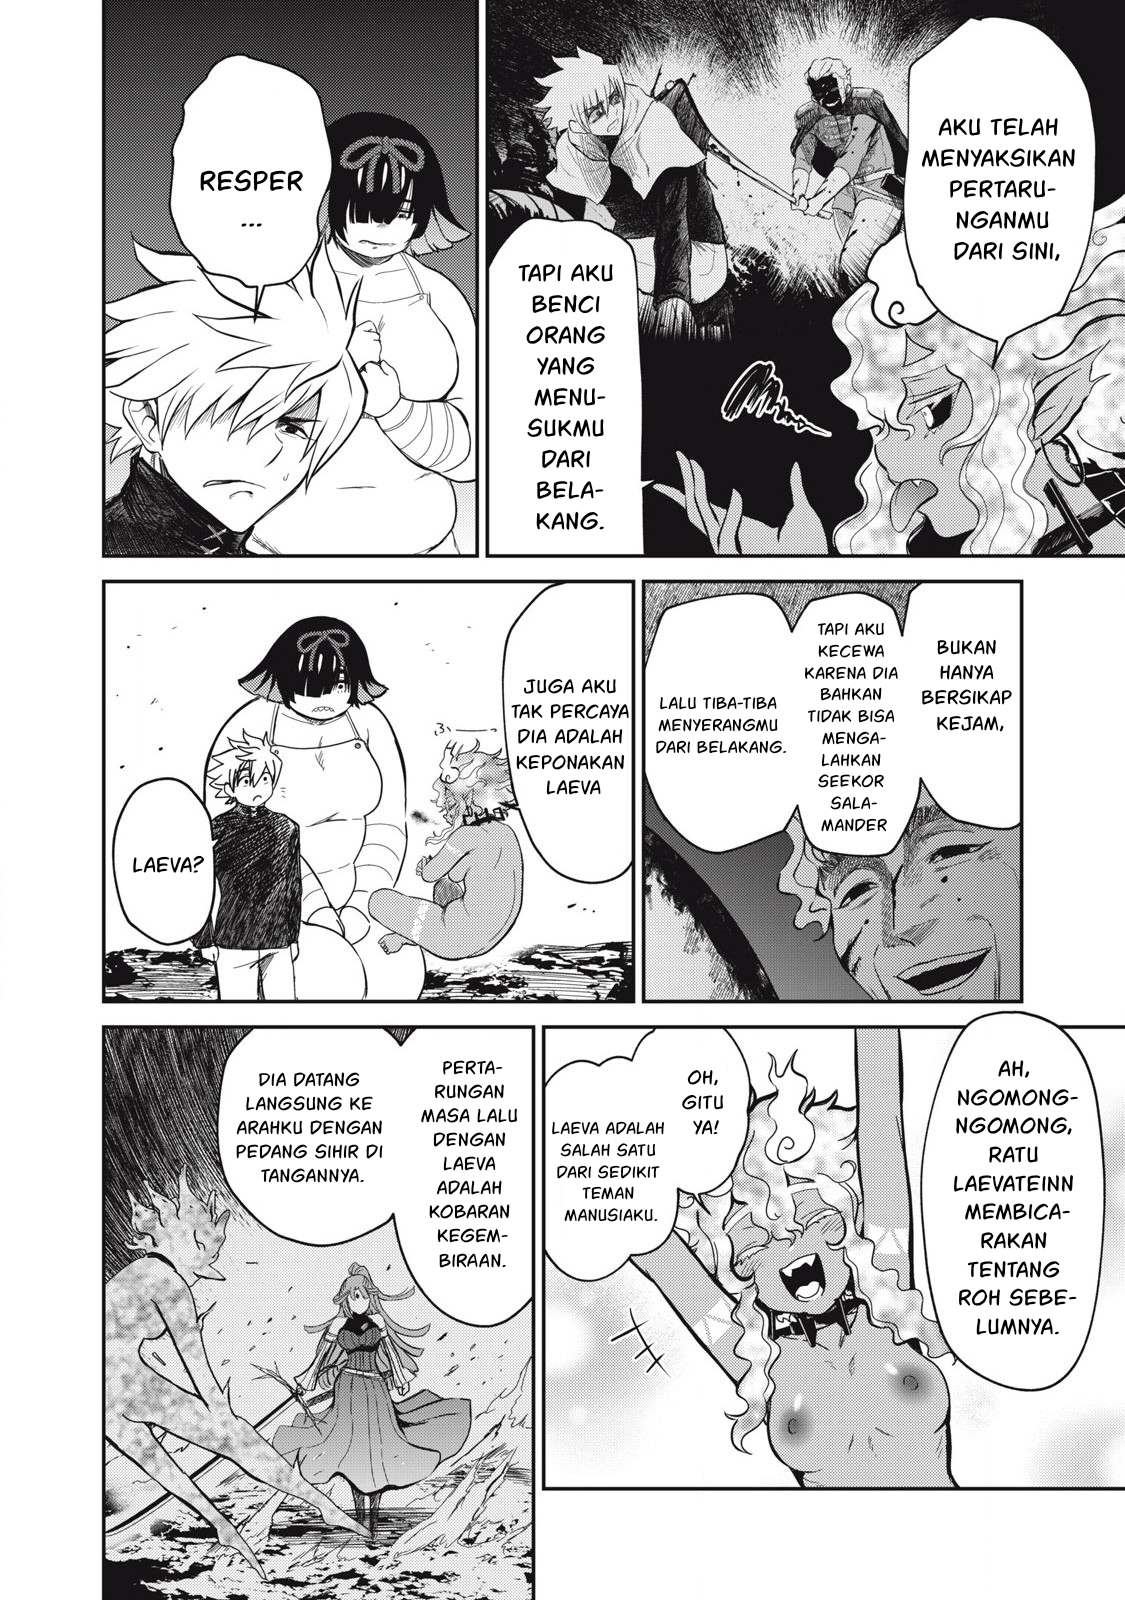 AKU TELAH
MENYAKSIKAN
PERTARU-
NGANMU
DARI SINI,
TAPI AKU
BENCI
ORANG
YANG
MENU-
SUKMU
DARI
BELA-
KANG.
RESPER
...
BUKAN
HANYA
BERSIKAP
KEJAM,
TAPI AKU
KECEWA
KARENA DIA
BAHKAN
TIDAK BISA
MENGA-
LAHKAN
SEEKOR
SALA-
MANDER
LALU TIBA-TIBA
MENYERANGMU
DARI BELAKANG.
JUGA AKU
TAK PERCAYA
DIA ADALAH
KEPONAKAN
LAEVA
LAEVA?
AH,
NGOMONG-
NGOMONG,
RATU
LAEVATEINN
MEMBICA-
RAKAN
TENTANG
ROH SEBE-
LUMNYA.
OH,
GITU
YA!
LAEVA ADALAH
SALAH SATU
DARI SEDIKIT
TEMAN
MANUSIAKU.
PERTA-
RUNGAN
MASA LALU
DENGAN
LAEVA
ADALAH
KOBARAN
KEGEM-
BIRAAN.
DIA DATANG
LANGSUNG KE
ARAHKU DENGAN
PEDANG SIHIR DI
TANGANNYA.